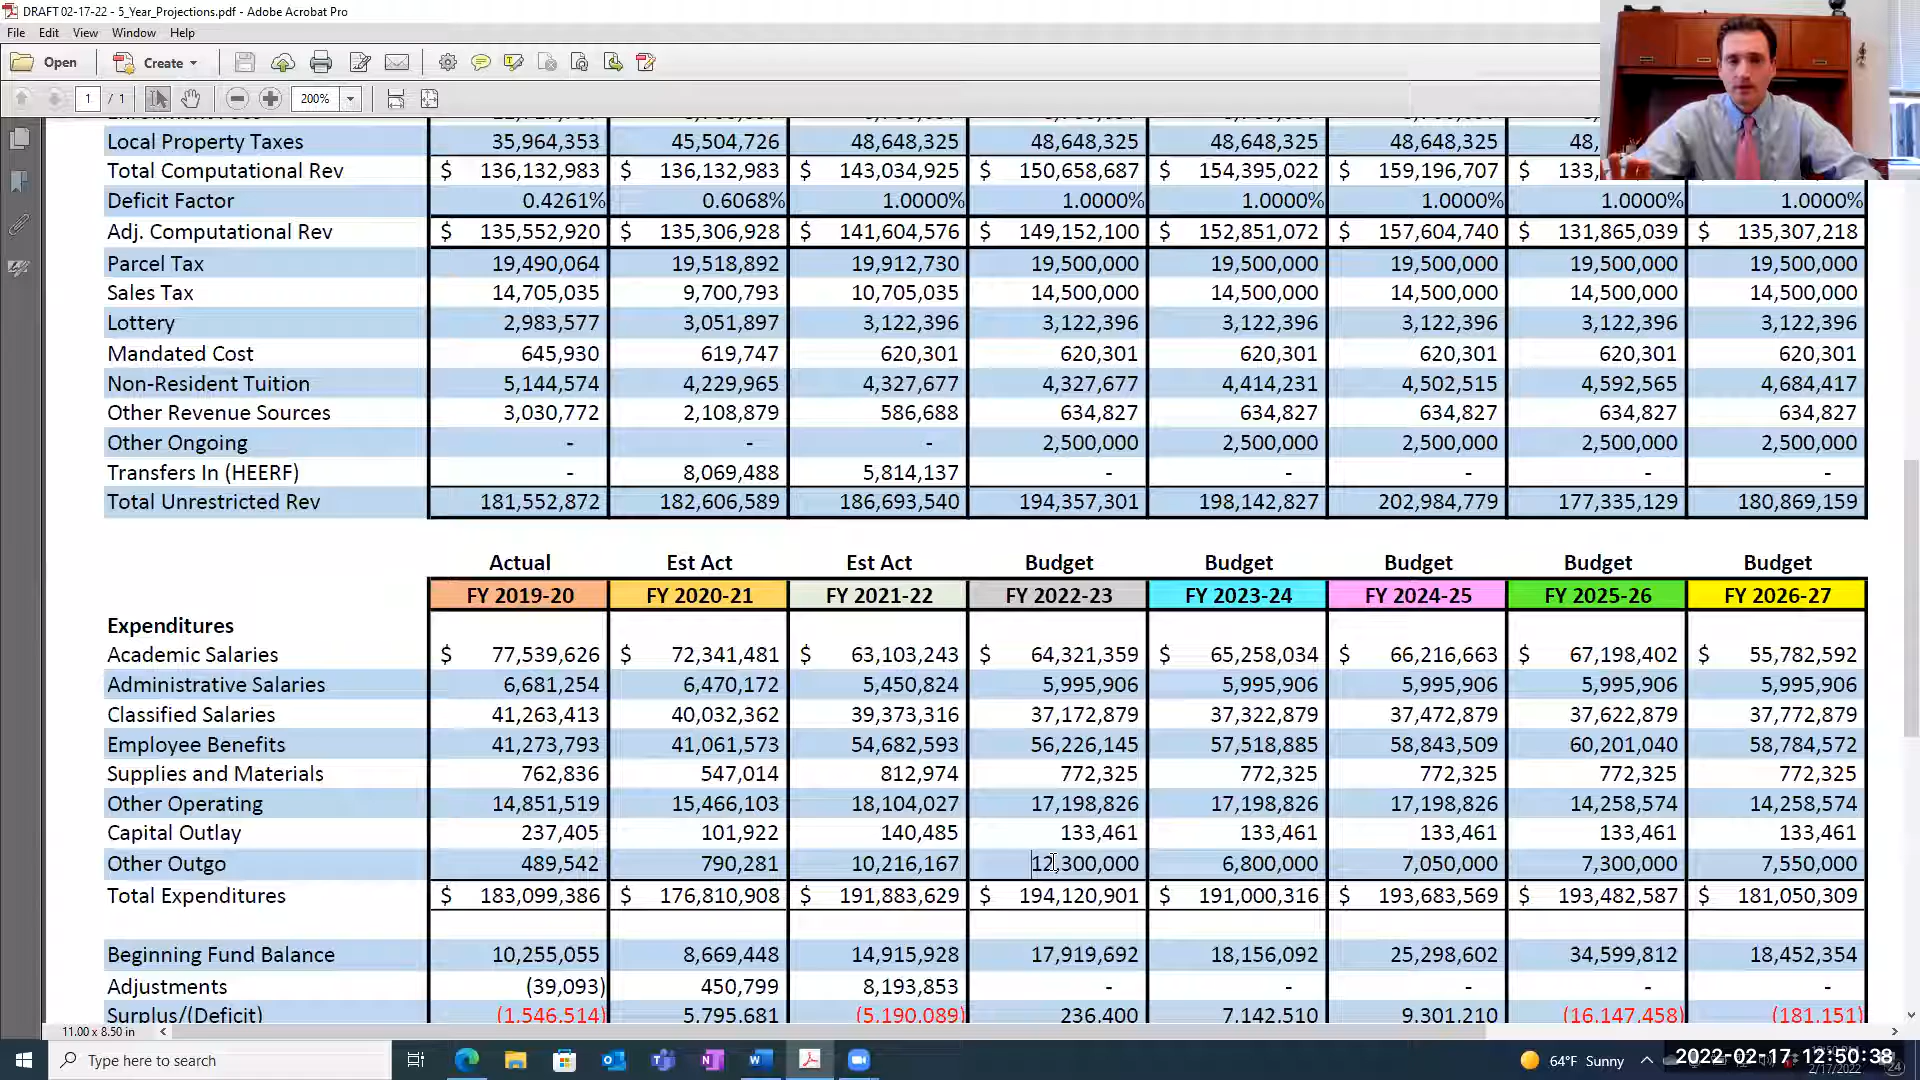 DRAFT 02-17-22 - 5_Year_Projections.pdf - Adobe Acrobat Pro
File Edit View Window Help
Open Create
1 / 1 200%
Local Property Taxes 35,964,353 45,504,726 48,648,325 48,648,325 48,648,325 48,648,325 48,
Total Computational Rev $ 136,132,983 $ 136,132,983 $ 143,034,925 $ 150,658,687 $ 154,395,022 $ 159,196,707 $ 133,
Deficit Factor 0.4261% 0.6068% 1.0000% 1.0000% 1.0000% 1.0000% 1.0000% 1.0000%
Adj. Computational Rev $ 135,552,920 $ 135,306,928 $ 141,604,576 $ 149,152,100 $ 152,851,072 $ 157,604,740 $ 131,865,039 $ 135,307,218
Parcel Tax 19,490,064 19,518,892 19,912,730 19,500,000 19,500,000 19,500,000 19,500,000 19,500,000
Sales Tax 14,705,035 9,700,793 10,705,035 14,500,000 14,500,000 14,500,000 14,500,000 14,500,000
Lottery 2,983,577 3,051,897 3,122,396 3,122,396 3,122,396 3,122,396 3,122,396 3,122,396
Mandated Cost 645,930 619,747 620,301 620,301 620,301 620,301 620,301 620,301
Non-Resident Tuition 5,144,574 4,229,965 4,327,677 4,327,677 4,414,231 4,502,515 4,592,565 4,684,417
Other Revenue Sources 3,030,772 2,108,879 586,688 634,827 634,827 634,827 634,827 634,827
Other Ongoing - - - 2,500,000 2,500,000 2,500,000 2,500,000 2,500,000
Transfers In (HEERF) - 8,069,488 5,814,137 - - - - -
Total Unrestricted Rev 181,552,872 182,606,589 186,693,540 194,357,301 198,142,827 202,984,779 177,335,129 180,869,159
Actual Est Act Est Act Budget Budget Budget Budget Budget
FY 2019-20 FY 2020-21 FY 2021-22 FY 2022-23 FY 2023-24 FY 2024-25 FY 2025-26 FY 2026-27
Expenditures
Academic Salaries $ 77,539,626 $ 72,341,481 $ 63,103,243 $ 64,321,359 $ 65,258,034 $ 66,216,663 $ 67,198,402 $ 55,782,592
Administrative Salaries 6,681,254 6,470,172 5,450,824 5,995,906 5,995,906 5,995,906 5,995,906 5,995,906
Classified Salaries 41,263,413 40,032,362 39,373,316 37,172,879 37,322,879 37,472,879 37,622,879 37,772,879
Employee Benefits 41,273,793 41,061,573 54,682,593 56,226,145 57,518,885 58,843,509 60,201,040 58,784,572
Supplies and Materials 762,836 547,014 812,974 772,325 772,325 772,325 772,325 772,325
Other Operating 14,851,519 15,466,103 18,104,027 17,198,826 17,198,826 17,198,826 14,258,574 14,258,574
Capital Outlay 237,405 101,922 140,485 133,461 133,461 133,461 133,461 133,461
Other Outgo 489,542 790,281 10,216,167 12,300,000 6,800,000 7,050,000 7,300,000 7,550,000
Total Expenditures $ 183,099,386 $ 176,810,908 $ 191,883,629 $ 194,120,901 $ 191,000,316 $ 193,683,569 $ 193,482,587 $ 181,050,309
Beginning Fund Balance 10,255,055 8,669,448 14,915,928 17,919,692 18,156,092 25,298,602 34,599,812 18,452,354
Adjustments (39,093) 450,799 8,193,853 - - - - -
Surplus/(Deficit) (1,546,514) 5,795,681 (5,190,089) 236,400 7,142,510 9,301,210 (16,147,458) (181,151)
11.00 x 8.50 in
Type here to search 64°F Sunny 2022-02-17 12:50:38
2/17/2022